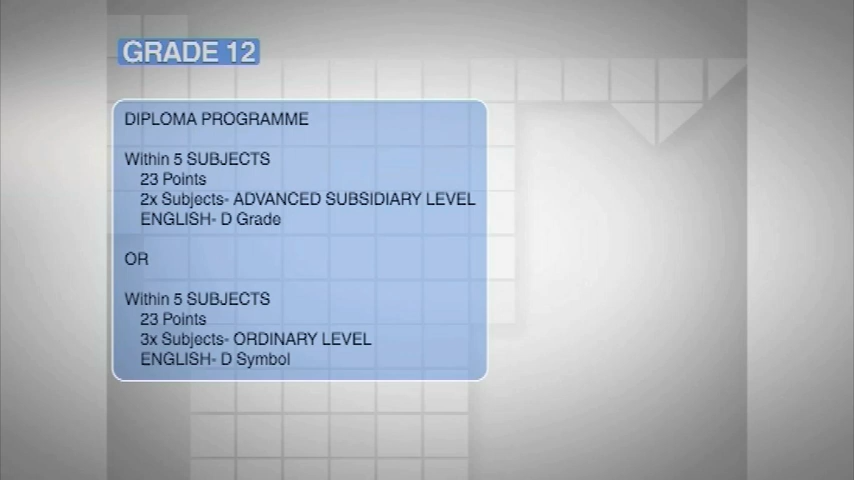 GRADE 12
DIPLOMA PROGRAMME
Within 5 SUBJECTS
23 Points
2x Subjects- ADVANCED SUBSIDIARY LEVEL
ENGLISH- D Grade
OR
Within 5 SUBJECTS
23 Points
3x Subjects- ORDINARY LEVEL
ENGLISH- D Symbol